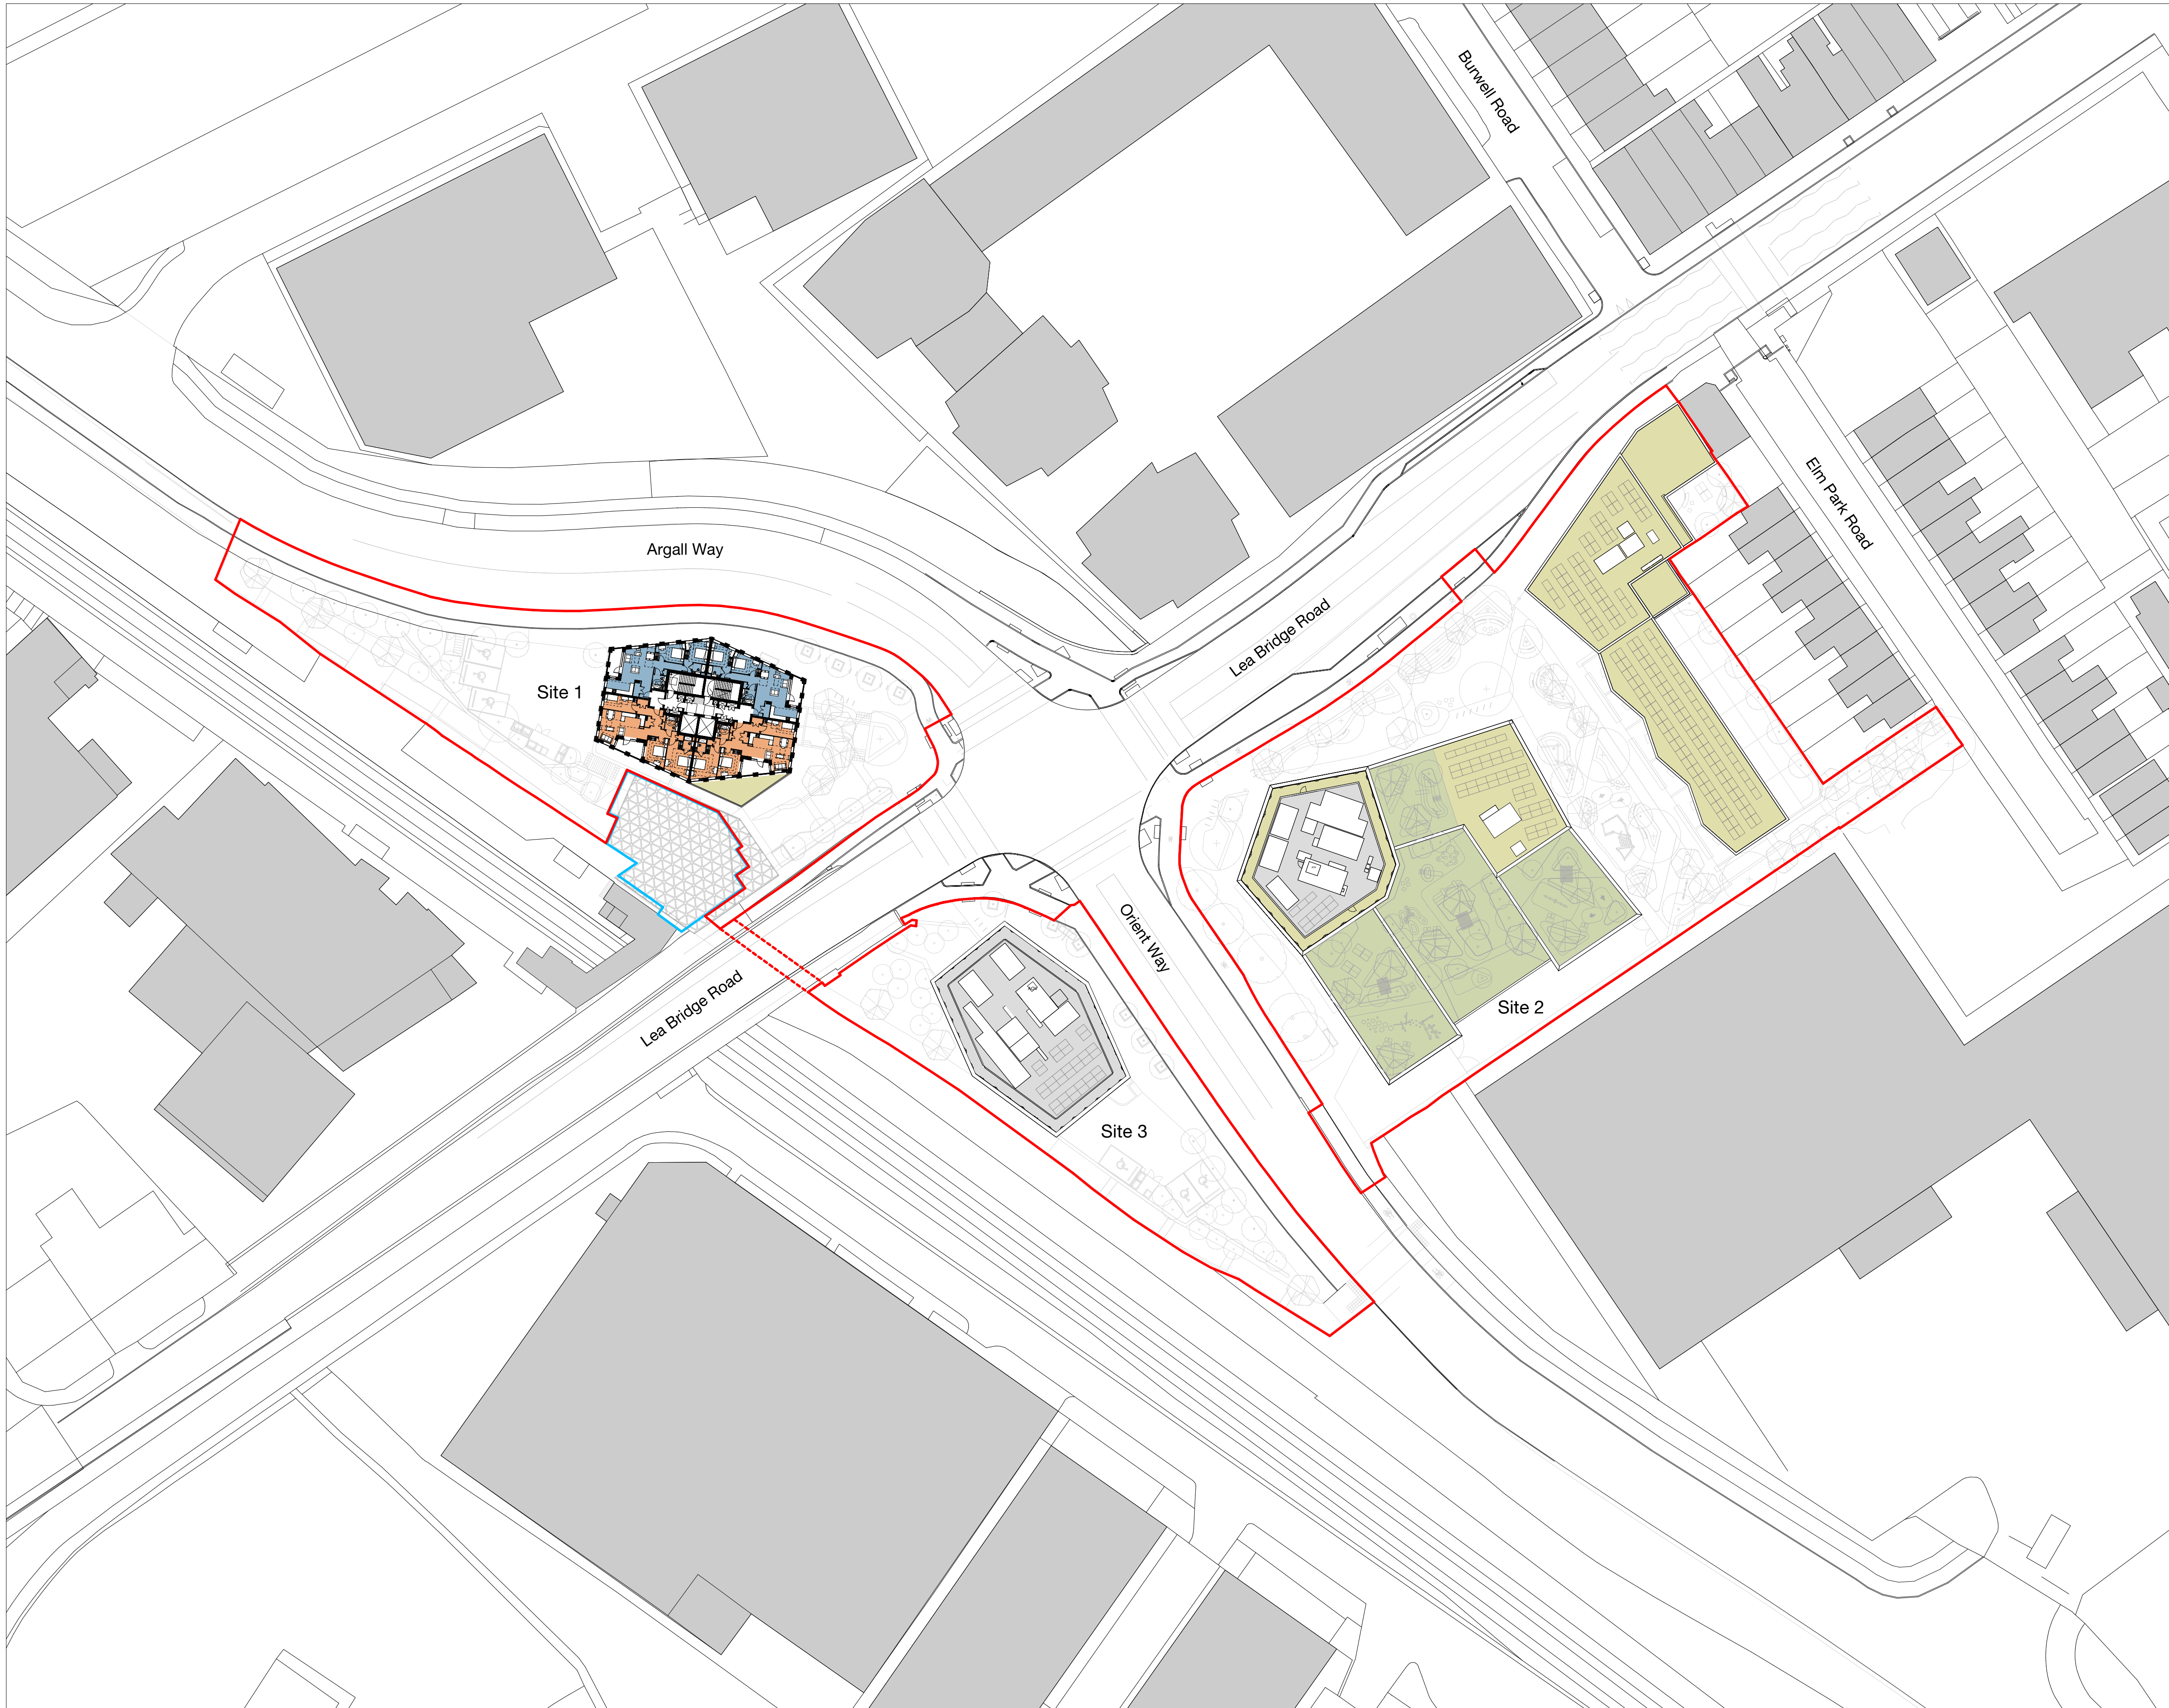 Burwell Road
Elm Park Road
Argall Way
Lea Bridge Road
Site 1
Orient Way
Lea Bridge Road
Site 2
Site 3